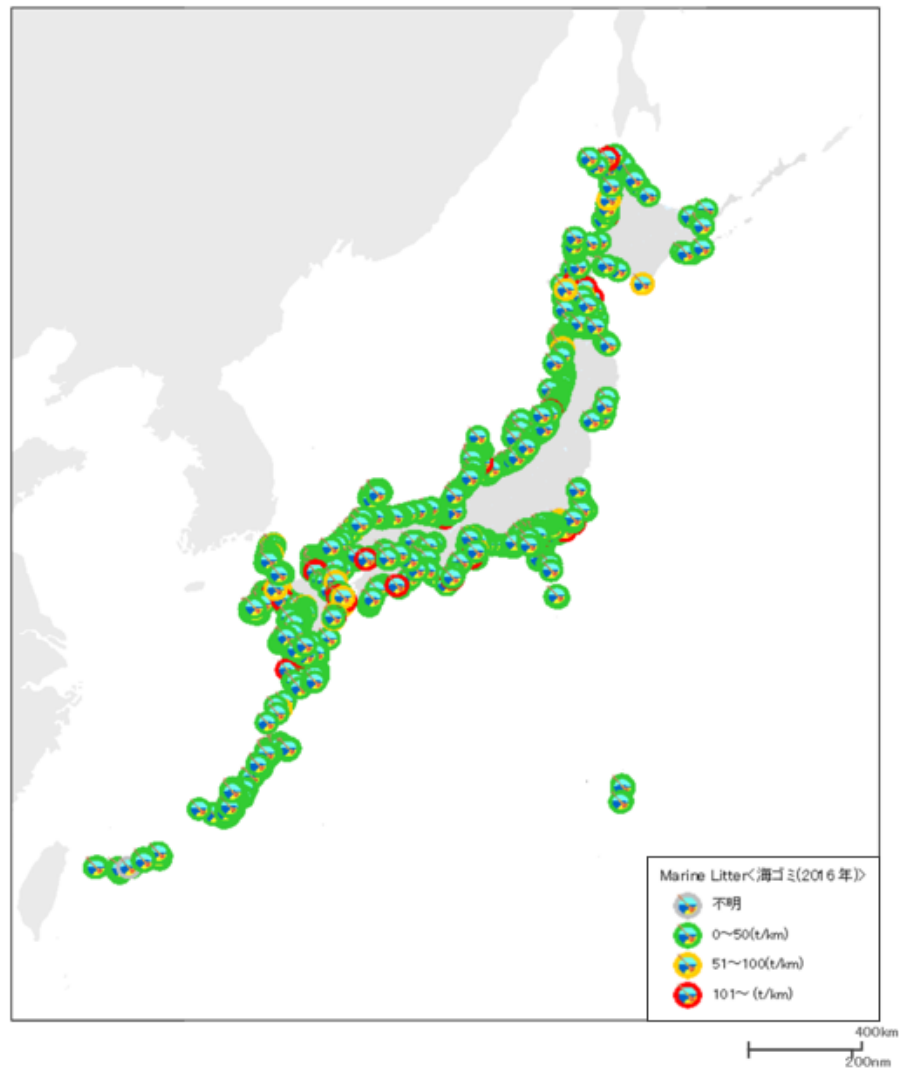 Marine Litter<海ゴミ(2016年)>
不明
0～50(t/km)
51～100(t/km)
101～ (t/km)
400km
200nm